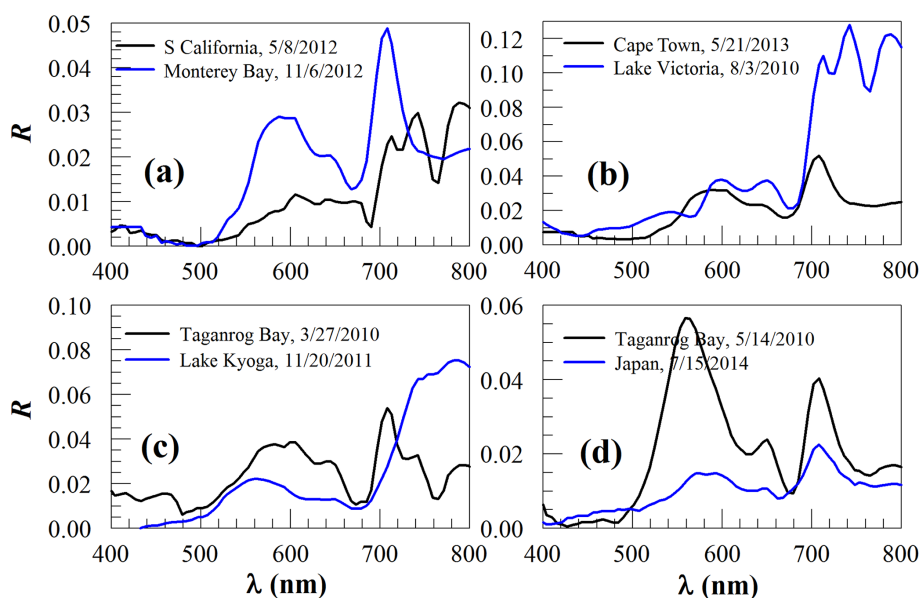 0.05
0.04
0.03
0.02
0.01
0.00
R
S California, 5/8/2012
Monterey Bay, 11/6/2012
(a)
400 500 600 700 800
0.12
0.10
0.08
0.06
0.04
0.02
0.00
Cape Town, 5/21/2013
Lake Victoria, 8/3/2010
(b)
400 500 600 700 800
0.10
0.08
0.06
0.04
0.02
0.00
R
Taganrog Bay, 3/27/2010
Lake Kyoga, 11/20/2011
(c)
400 500 600 700 800
λ (nm)
0.06
0.04
0.02
0.00
Taganrog Bay, 5/14/2010
Japan, 7/15/2014
(d)
400 500 600 700 800
λ (nm)